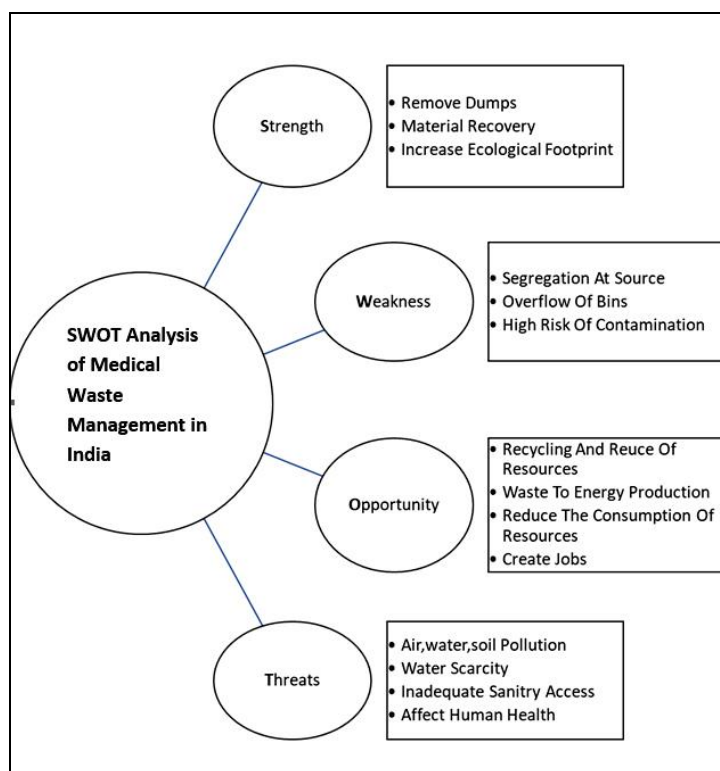 Strength
• Remove Dumps
• Material Recovery
• Increase Ecological Footprint
Weakness
• Segregation At Source
• Overflow Of Bins
• High Risk Of Contamination
SWOT Analysis
of Medical
Waste
Management in
India
Opportunity
• Recycling And Reuce Of
Resources
• Waste To Energy Production
• Reduce The Consumption Of
Resources
• Create Jobs
Threats
• Air,water,soil Pollution
• Water Scarcity
• Inadequate Sanitry Access
• Affect Human Health